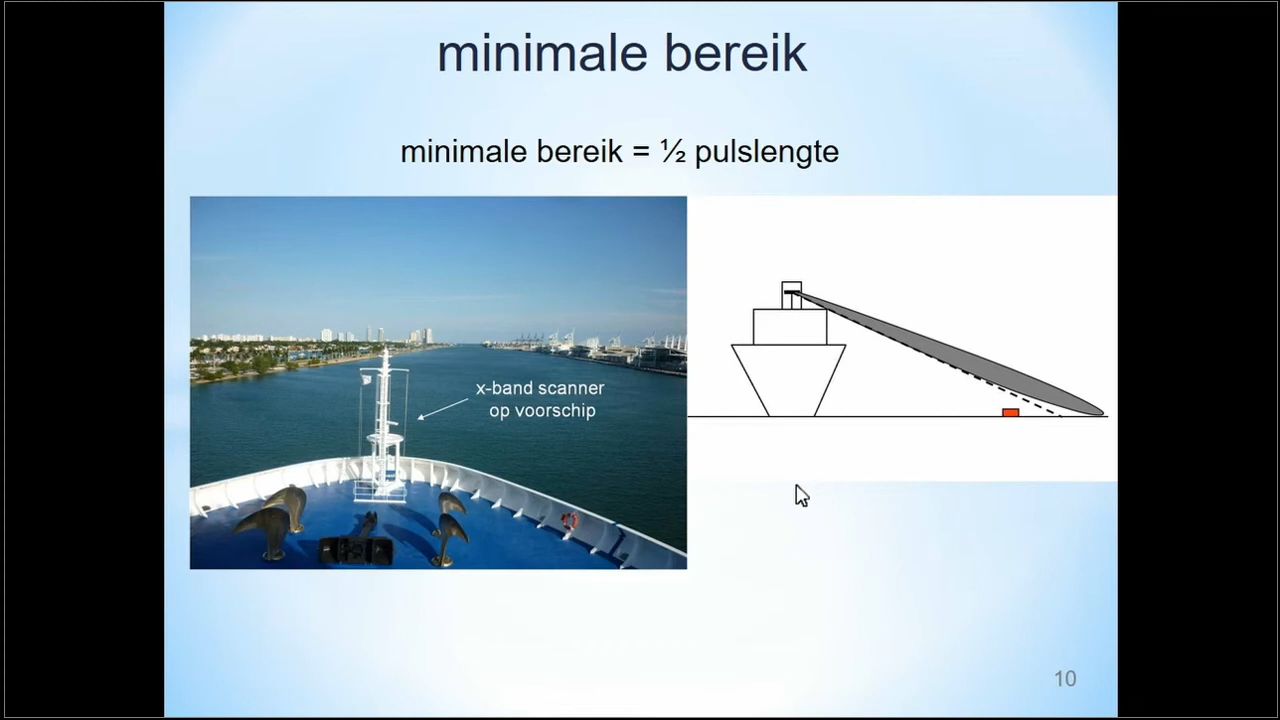 minimale bereik
minimale bereik = ½ pulslengte
x-band scanner
op voorschip
10